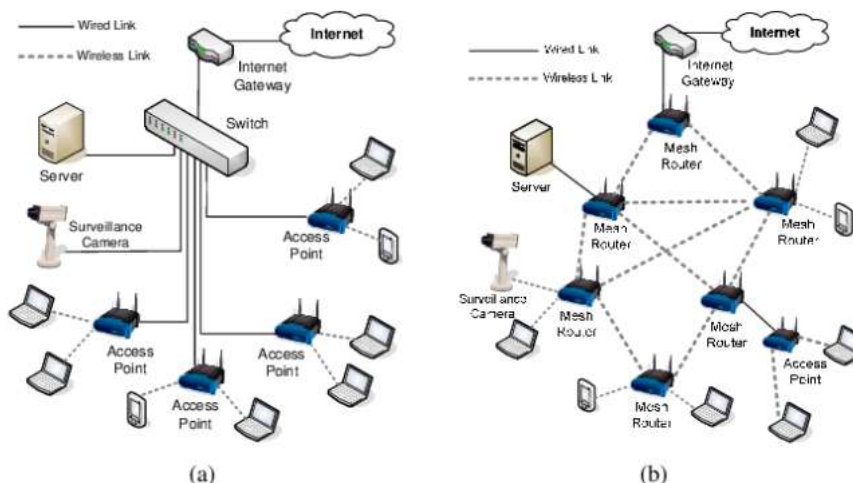 Wired Link
Wireless Link
Internet
Internet
Gateway
Switch
Server
Surveillance
Camera
Access
Point
Access
Point
Access
Point
Access
Point
(a)
Wired Link
Wireless Link
Internet
Internet
Gateway
Mesh
Router
Server
Mesh
Router
Mesh
Router
Surveillance
Camera
Mesh
Router
Mesh
Router
Access
Point
Mesh
Router
(b)